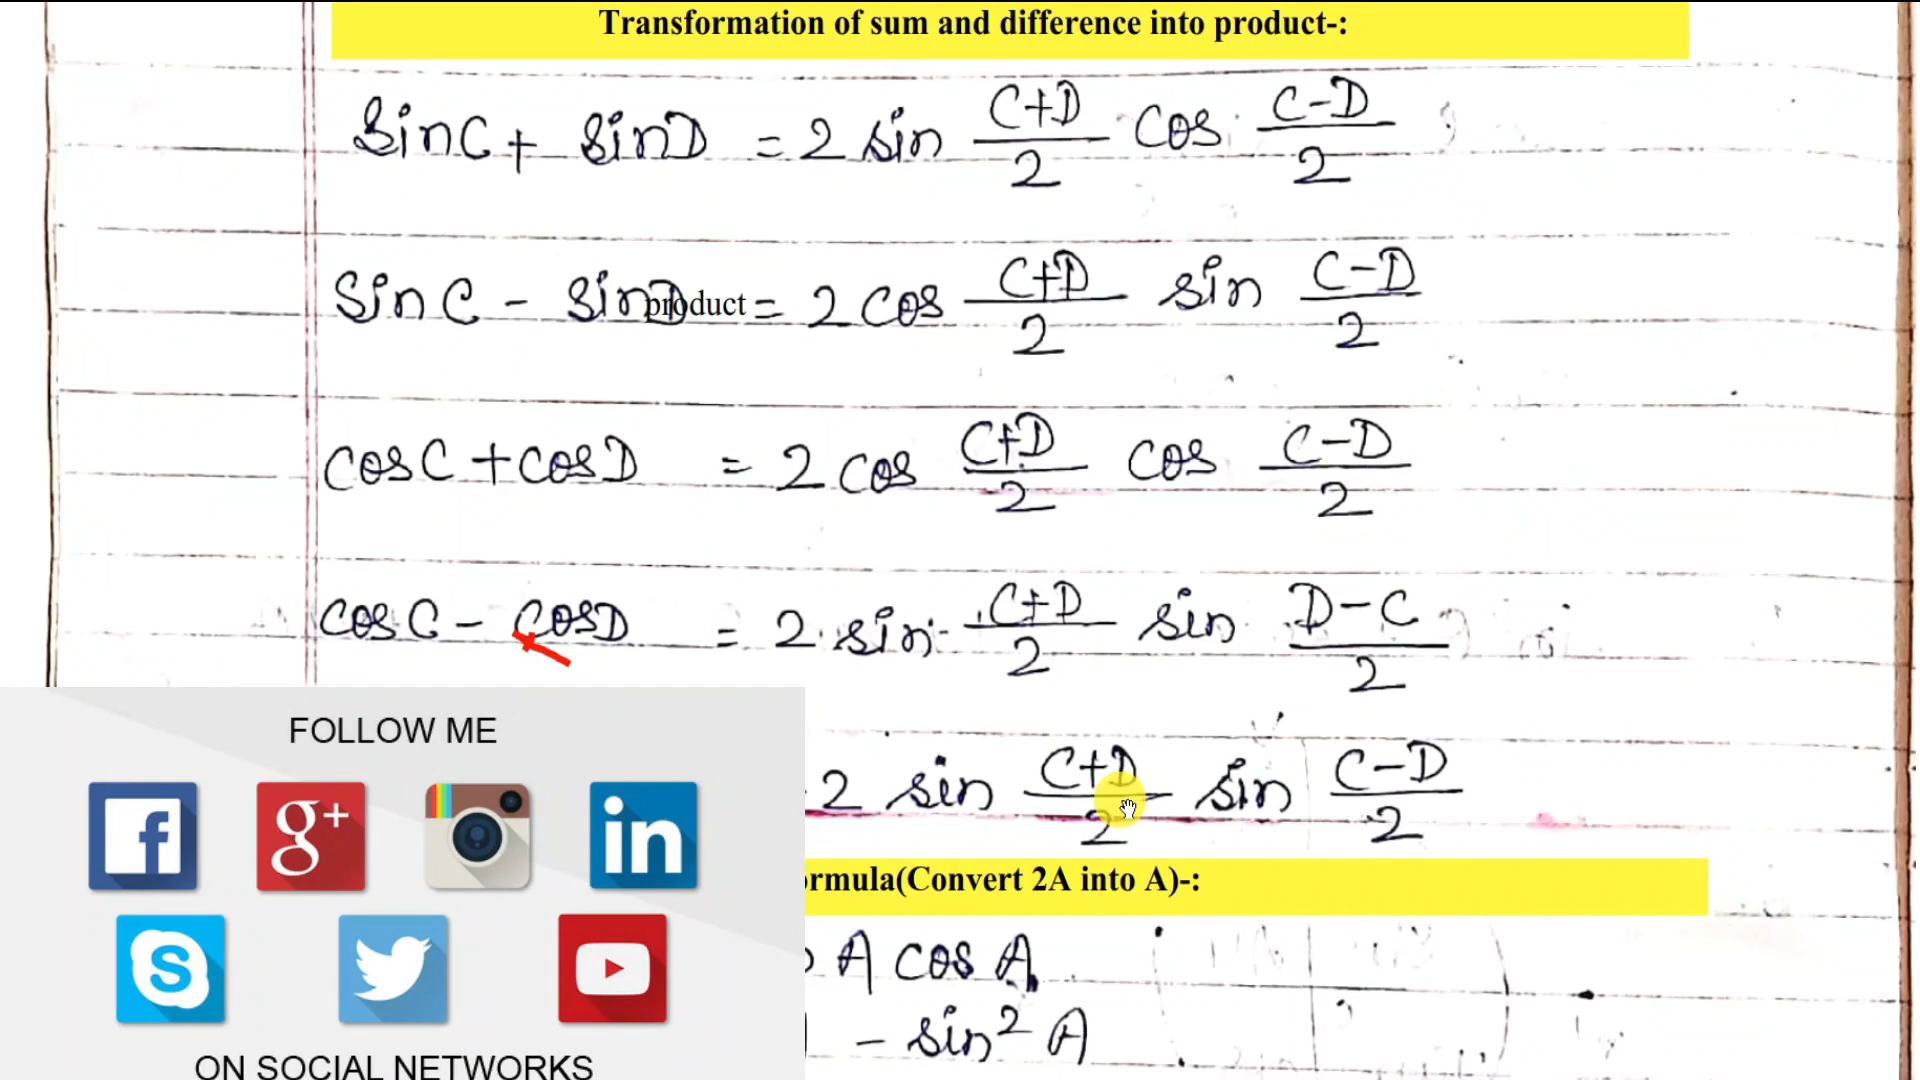 Transformation of sum and difference into product-:
sinC + sinD = 2 sin (C+D)/2 cos (C-D)/2
sinC - sinD product = 2 cos (C+D)/2 sin (C-D)/2
cosC + cosD = 2 cos (C+D)/2 cos (C-D)/2
cosC - cosD = 2 sin (C+D)/2 sin (D-C)/2
2 sin (C+D)/2 sin (C-D)/2
FOLLOW ME
ormula(Convert 2A into A)-:
A cos A
- sin² A
f
g+
in
S
ON SOCIAL NETWORKS